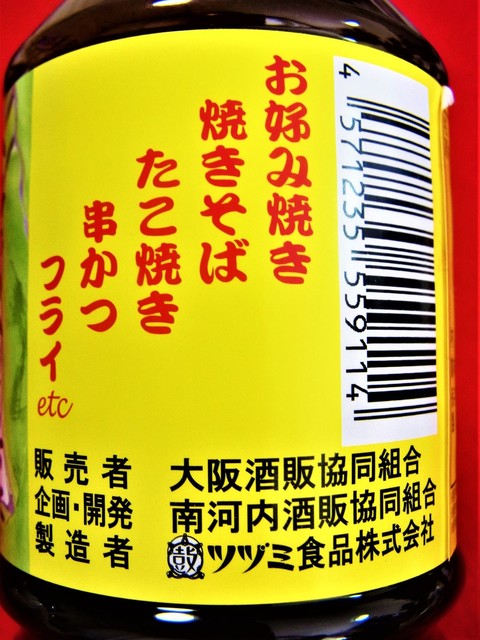 お好み焼き
焼きそば
たこ焼き
串かつ
フライ
etc
4 571235 559114
販売者 大阪酒販協同組合
企画・開発 南河内酒販協同組合
製造者 鼓 ツヅミ食品株式会社